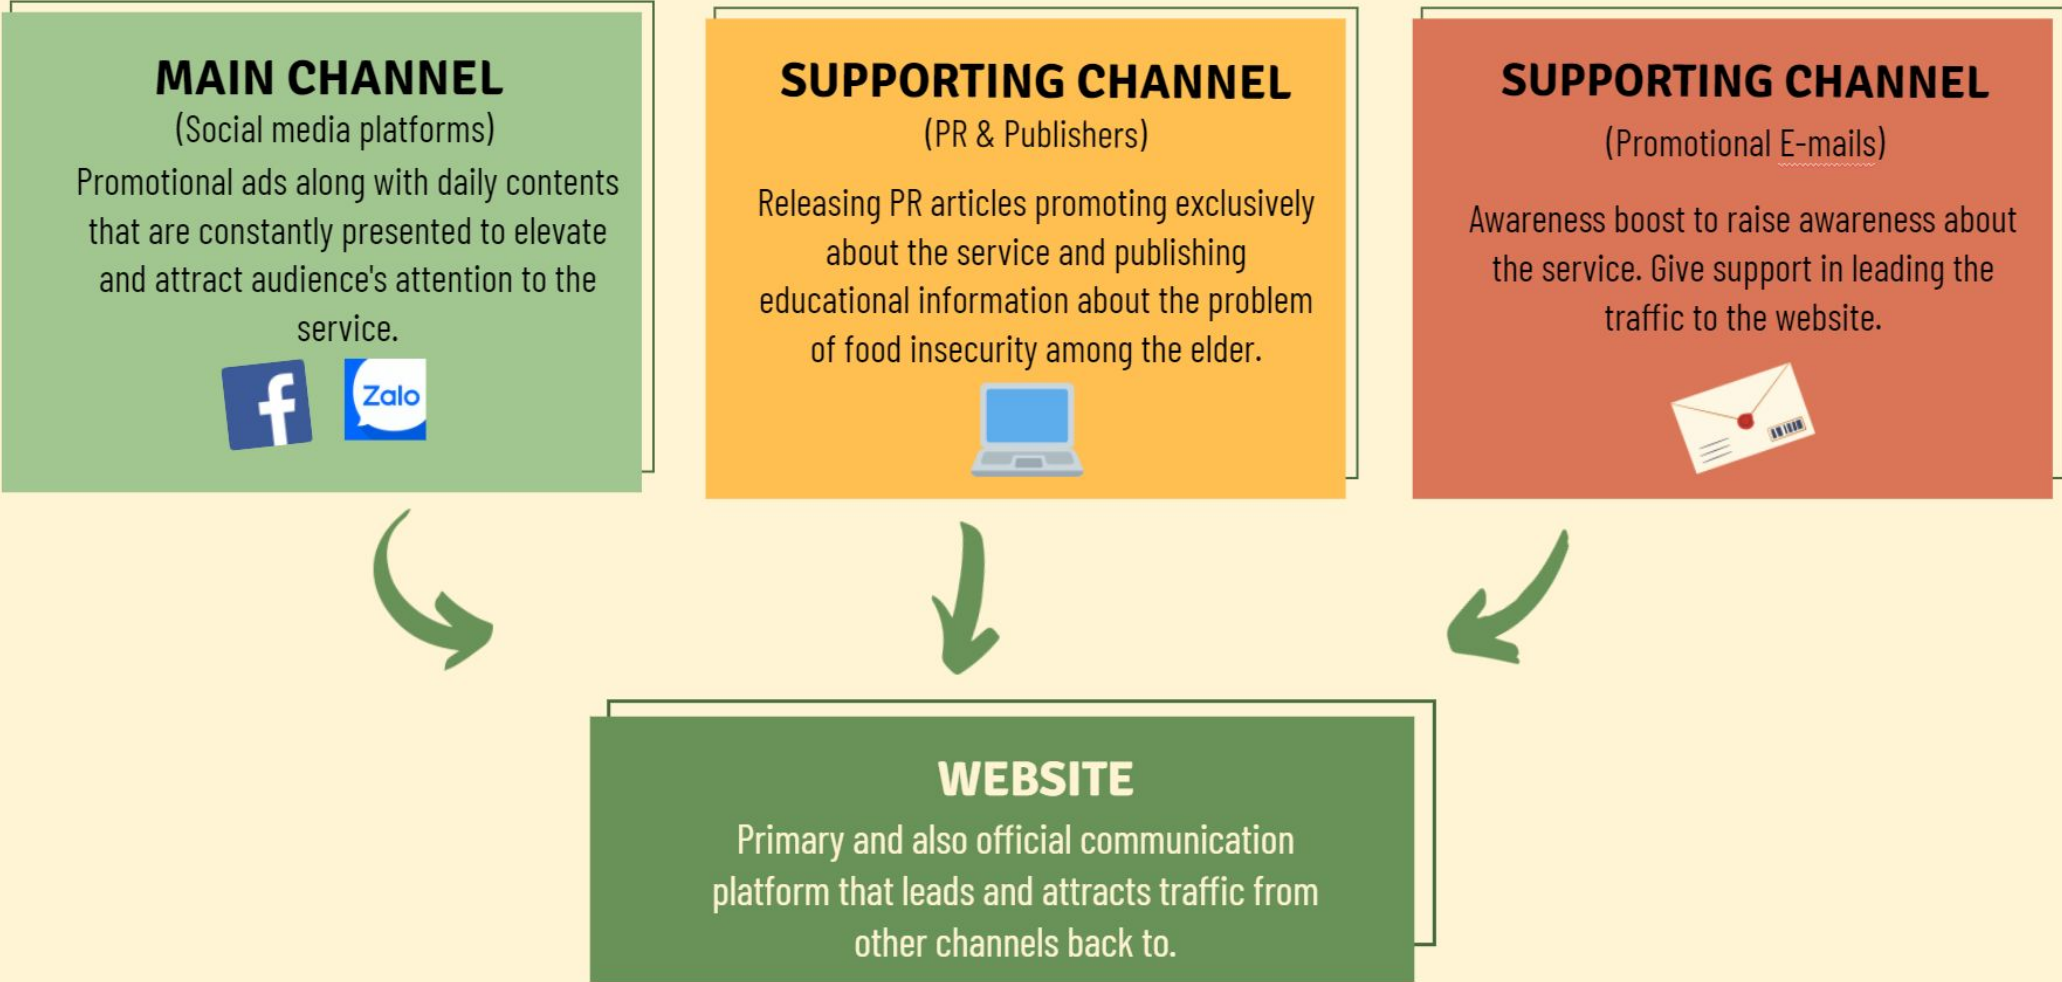 MAIN CHANNEL
(Social media platforms)
Promotional ads along with daily contents
that are constantly presented to elevate
and attract audience's attention to the
service.
Zalo
SUPPORTING CHANNEL
(PR & Publishers)
Releasing PR articles promoting exclusively
about the service and publishing
educational information about the problem
of food insecurity among the elder.
SUPPORTING CHANNEL
(Promotional E-mails)
Awareness boost to raise awareness about
the service. Give support in leading the
traffic to the website.
WEBSITE
Primary and also official communication
platform that leads and attracts traffic from
other channels back to.